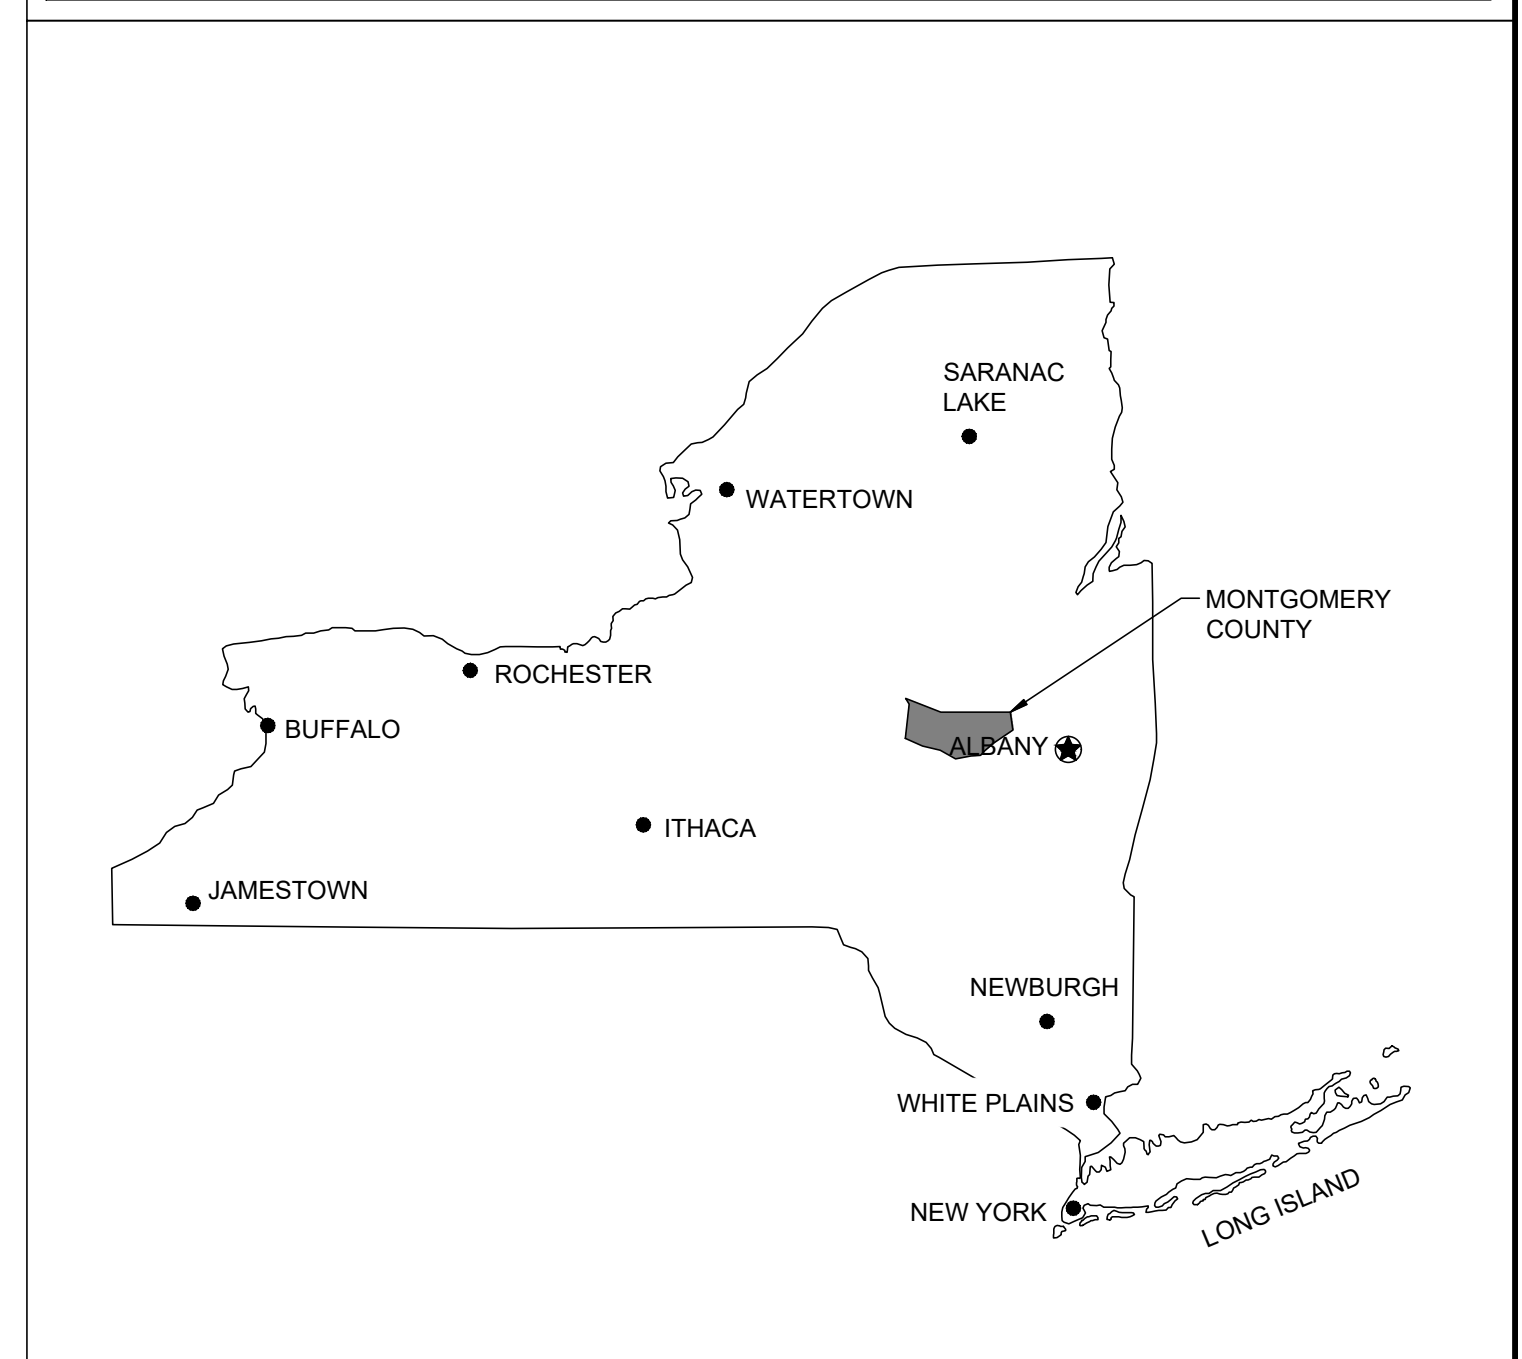 SARANAC
LAKE
WATERTOWN
MONTGOMERY
COUNTY
ROCHESTER
BUFFALO
ALBANY
ITHACA
JAMESTOWN
NEWBURGH
WHITE PLAINS
NEW YORK
LONG ISLAND